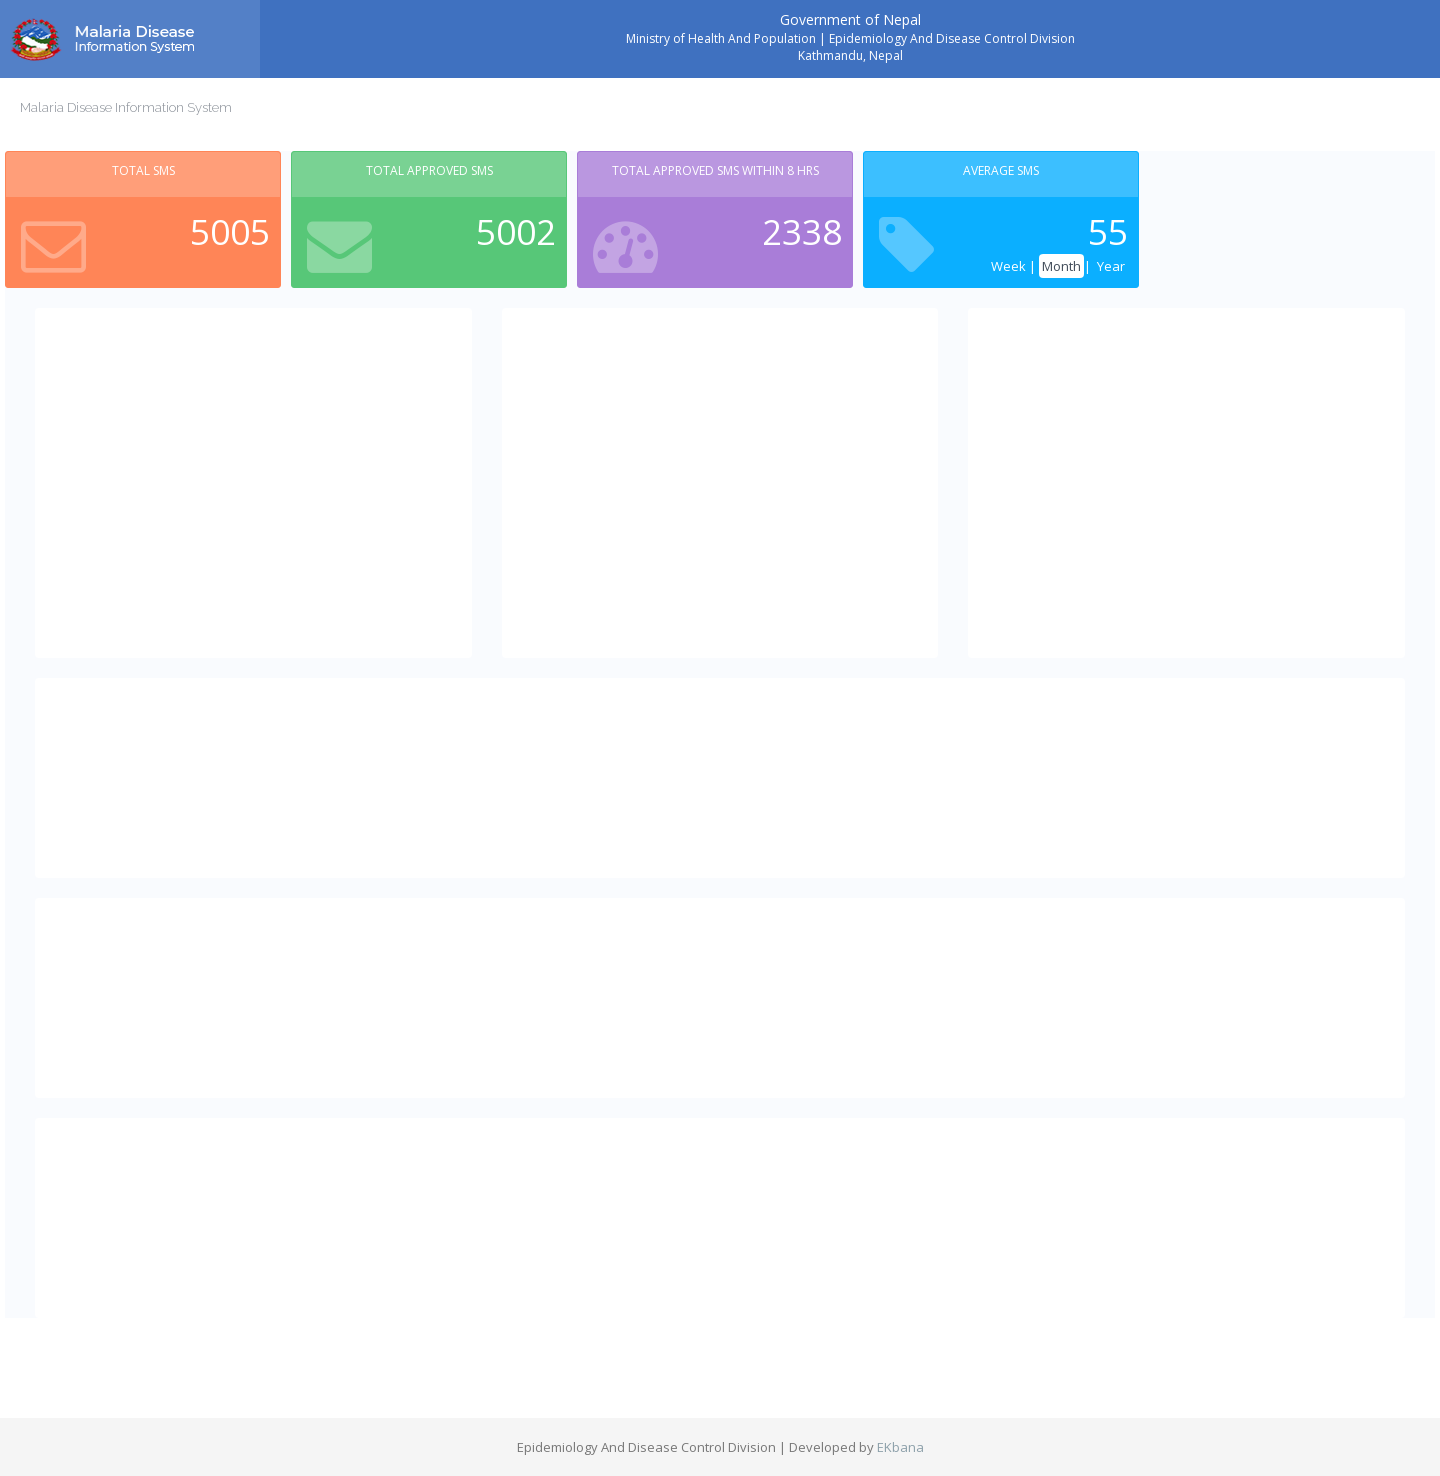 Malaria Disease
Information System
Government of Nepal
Ministry of Health And Population | Epidemiology And Disease Control Division
Kathmandu, Nepal
Malaria Disease Information System
TOTAL SMS
5005
TOTAL APPROVED SMS
5002
TOTAL APPROVED SMS WITHIN 8 HRS
2338
AVERAGE SMS
55
Week | Month | Year
Epidemiology And Disease Control Division | Developed by EKbana